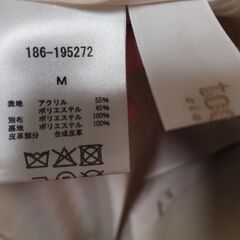 186-195272
M
表地 アクリル 55%
ポリエステル 45%
別布 ポリエステル 100%
裏地 ポリエステル 100%
皮革部分 合成皮革